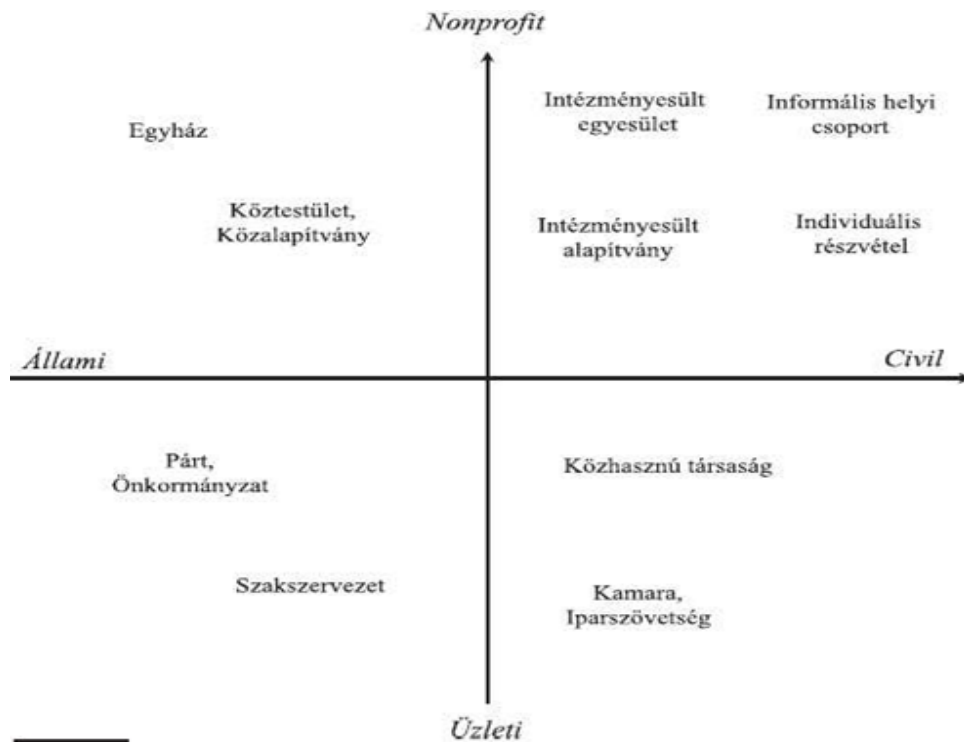 Nonprofit
Egyház
Köztestület,
Közalapítvány
Intézményesült
egyesület
Informális helyi
csoport
Intézményesült
alapítvány
Individuális
részvétel
Állami
Civil
Párt,
Önkormányzat
Közhasznú társaság
Szakszervezet
Kamara,
Iparszövetség
Üzleti